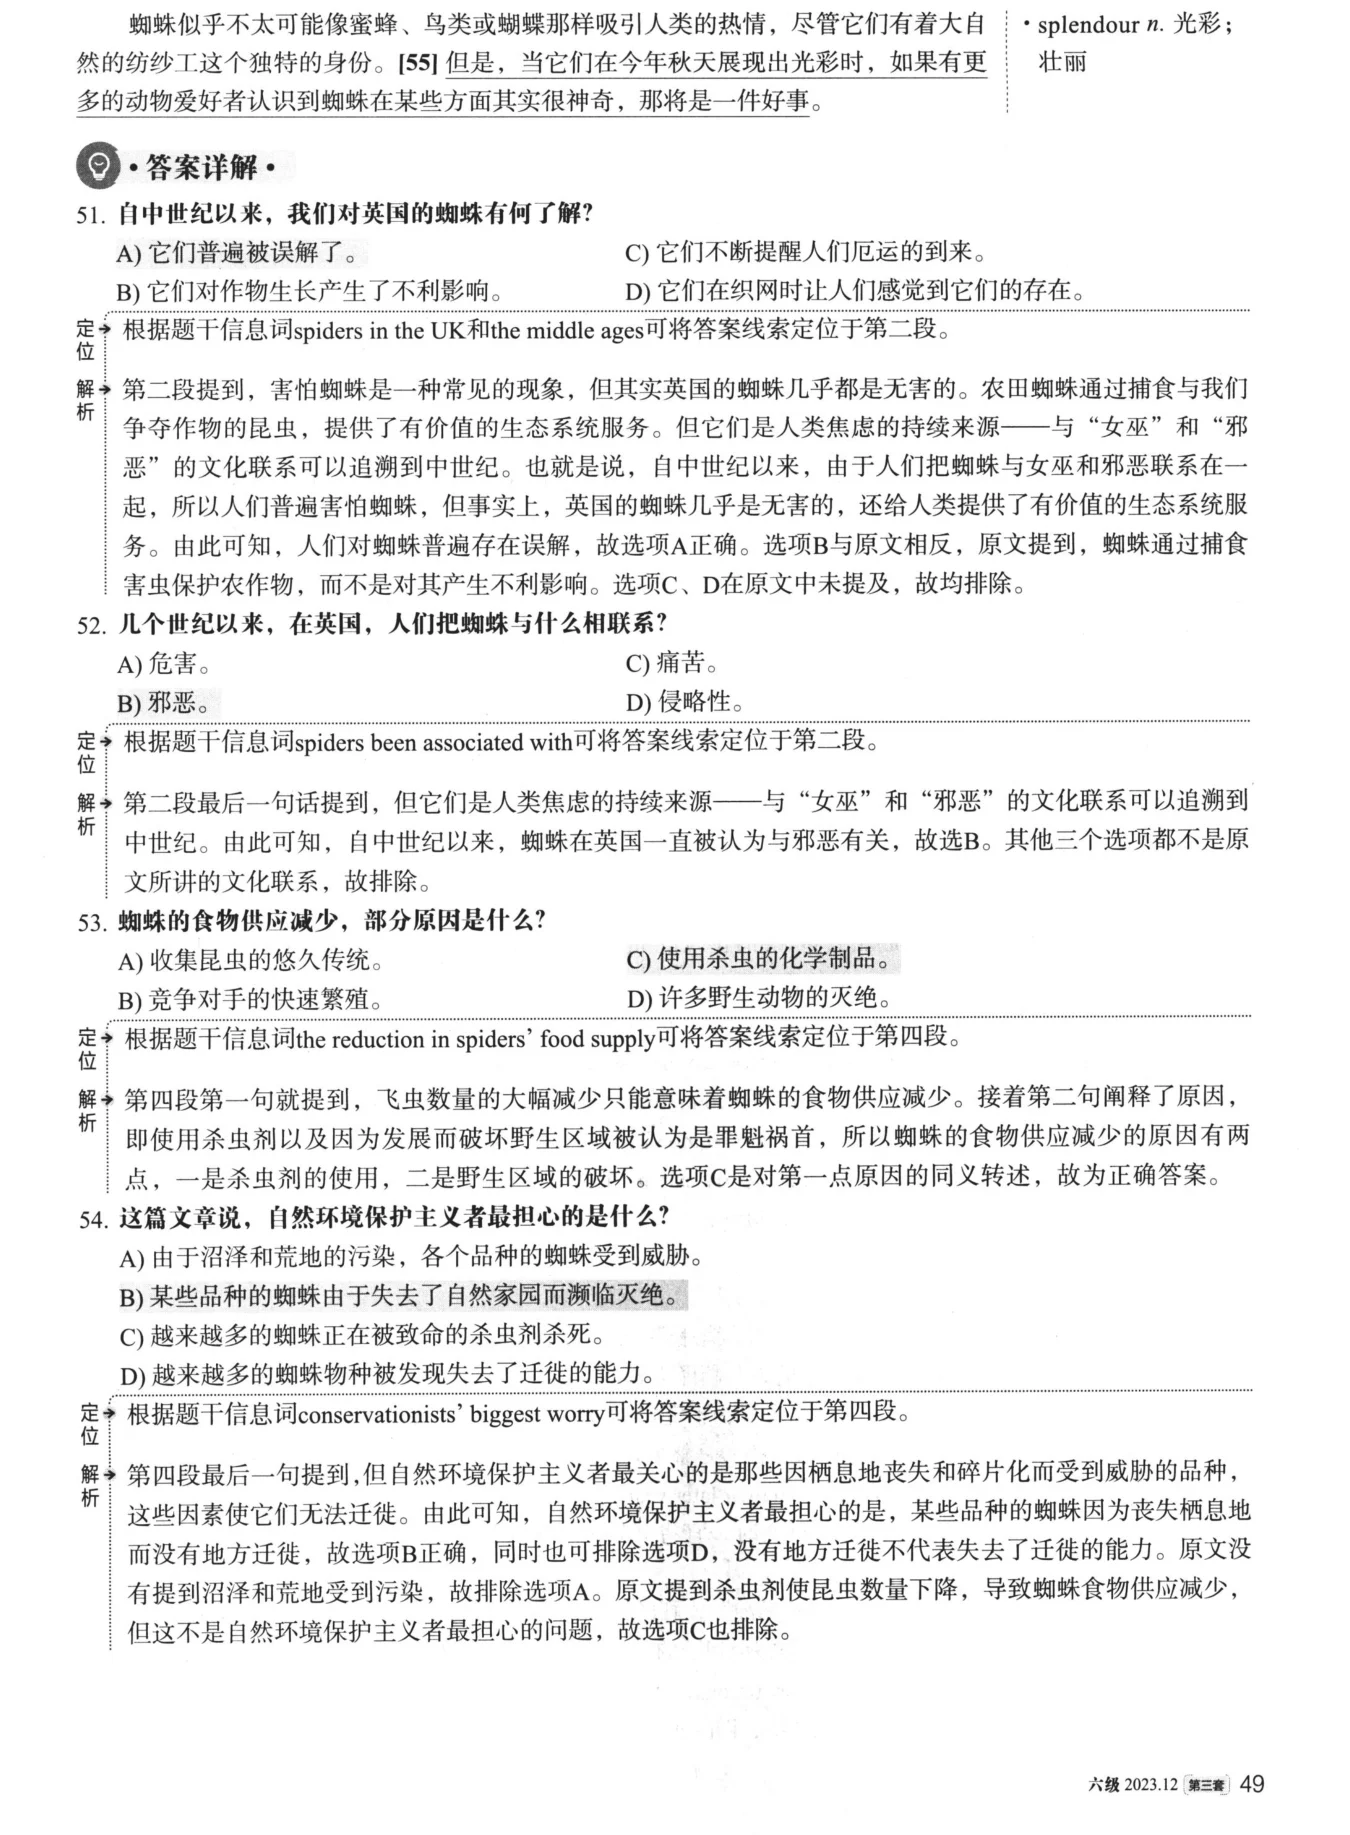 蜘蛛似乎不太可能像蜜蜂、鸟类或蝴蝶那样吸引人类的热情，尽管它们有着大自
然的纺纱工这个独特的身份。[55] 但是，当它们在今年秋天展现出光彩时，如果有更
多的动物爱好者认识到蜘蛛在某些方面其实很神奇，那将是一件好事。
· splendour n. 光彩；
壮丽
·答案详解·
51. 自中世纪以来，我们对英国的蜘蛛有何了解？
A) 它们普遍被误解了。 C) 它们不断提醒人们厄运的到来。
B) 它们对作物生长产生了不利影响。 D) 它们在织网时让人们感觉到它们的存在。
定位 根据题干信息词spiders in the UK和the middle ages可将答案线索定位于第二段。
解析 第二段提到，害怕蜘蛛是一种常见的现象，但其实英国的蜘蛛几乎都是无害的。农田蜘蛛通过捕食与我们
争夺作物的昆虫，提供了有价值的生态系统服务。但它们是人类焦虑的持续来源——与“女巫”和“邪
恶”的文化联系可以追溯到中世纪。也就是说，自中世纪以来，由于人们把蜘蛛与女巫和邪恶联系在一
起，所以人们普遍害怕蜘蛛，但事实上，英国的蜘蛛几乎是无害的，还给人类提供了有价值的生态系统服
务。由此可知，人们对蜘蛛普遍存在误解，故选项A正确。选项B与原文相反，原文提到，蜘蛛通过捕食
害虫保护农作物，而不是对其产生不利影响。选项C、D在原文中未提及，故均排除。
52. 几个世纪以来，在英国，人们把蜘蛛与什么相联系？
A) 危害。 C) 痛苦。
B) 邪恶。 D) 侵略性。
定位 根据题干信息词spiders been associated with可将答案线索定位于第二段。
解析 第二段最后一句话提到，但它们是人类焦虑的持续来源——与“女巫”和“邪恶”的文化联系可以追溯到
中世纪。由此可知，自中世纪以来，蜘蛛在英国一直被认为与邪恶有关，故选B。其他三个选项都不是原
文所讲的文化联系，故排除。
53. 蜘蛛的食物供应减少，部分原因是什么？
A) 收集昆虫的悠久传统。 C) 使用杀虫的化学制品。
B) 竞争对手的快速繁殖。 D) 许多野生动物的灭绝。
定位 根据题干信息词the reduction in spiders’ food supply可将答案线索定位于第四段。
解析 第四段第一句就提到，飞虫数量的大幅减少只能意味着蜘蛛的食物供应减少。接着第二句阐释了原因，
即使用杀虫剂以及因为发展而破坏野生区域被认为是罪魁祸首，所以蜘蛛的食物供应减少的原因有两
点，一是杀虫剂的使用，二是野生区域的破坏。选项C是对第一点原因的同义转述，故为正确答案。
54. 这篇文章说，自然环境保护主义者最担心的是什么？
A) 由于沼泽和荒地的污染，各个品种的蜘蛛受到威胁。
B) 某些品种的蜘蛛由于失去了自然家园而濒临灭绝。
C) 越来越多的蜘蛛正在被致命的杀虫剂杀死。
D) 越来越多的蜘蛛物种被发现失去了迁徙的能力。
定位 根据题干信息词conservationists’ biggest worry可将答案线索定位于第四段。
解析 第四段最后一句提到,但自然环境保护主义者最关心的是那些因栖息地丧失和碎片化而受到威胁的品种，
这些因素使它们无法迁徙。由此可知，自然环境保护主义者最担心的是，某些品种的蜘蛛因为丧失栖息地
而没有地方迁徙，故选项B正确，同时也可排除选项D，没有地方迁徙不代表失去了迁徙的能力。原文没
有提到沼泽和荒地受到污染，故排除选项A。原文提到杀虫剂使昆虫数量下降，导致蜘蛛食物供应减少，
但这不是自然环境保护主义者最担心的问题，故选项C也排除。
六级 2023.12 第三套 49